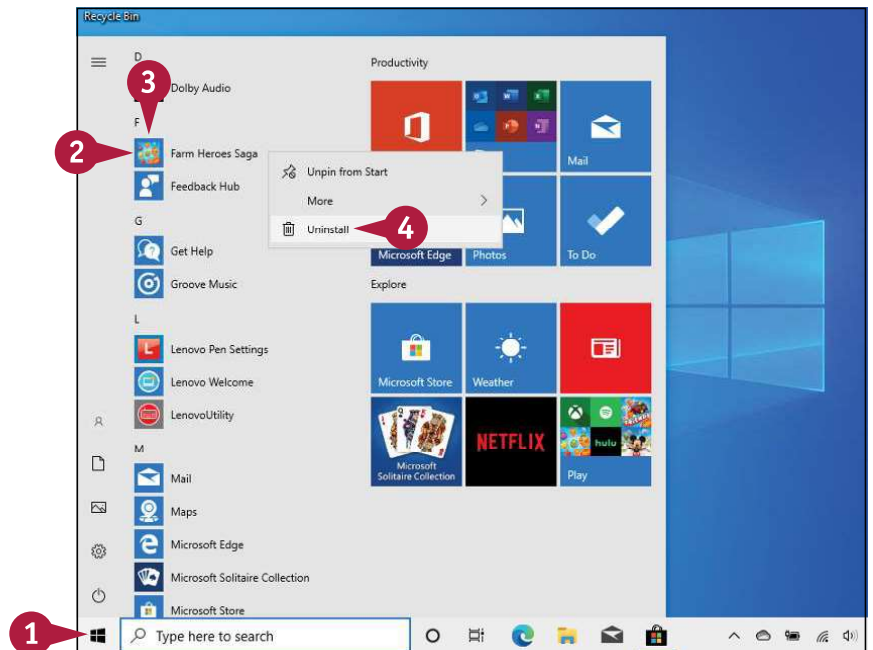 Recycle Bin
D
Dolby Audio
F
Farm Heroes Saga
Feedback Hub
G
Get Help
Groove Music
L
Lenovo Pen Settings
Lenovo Welcome
LenovoUtility
M
Mail
Maps
Microsoft Edge
Microsoft Solitaire Collection
Microsoft Store
Productivity
Mail
Microsoft Edge
Photos
To Do
Explore
Microsoft Store
Weather
Microsoft
Solitaire Collection
NETFLIX
hulu
Play
Unpin from Start
More
Uninstall
Type here to search
1
2
3
4